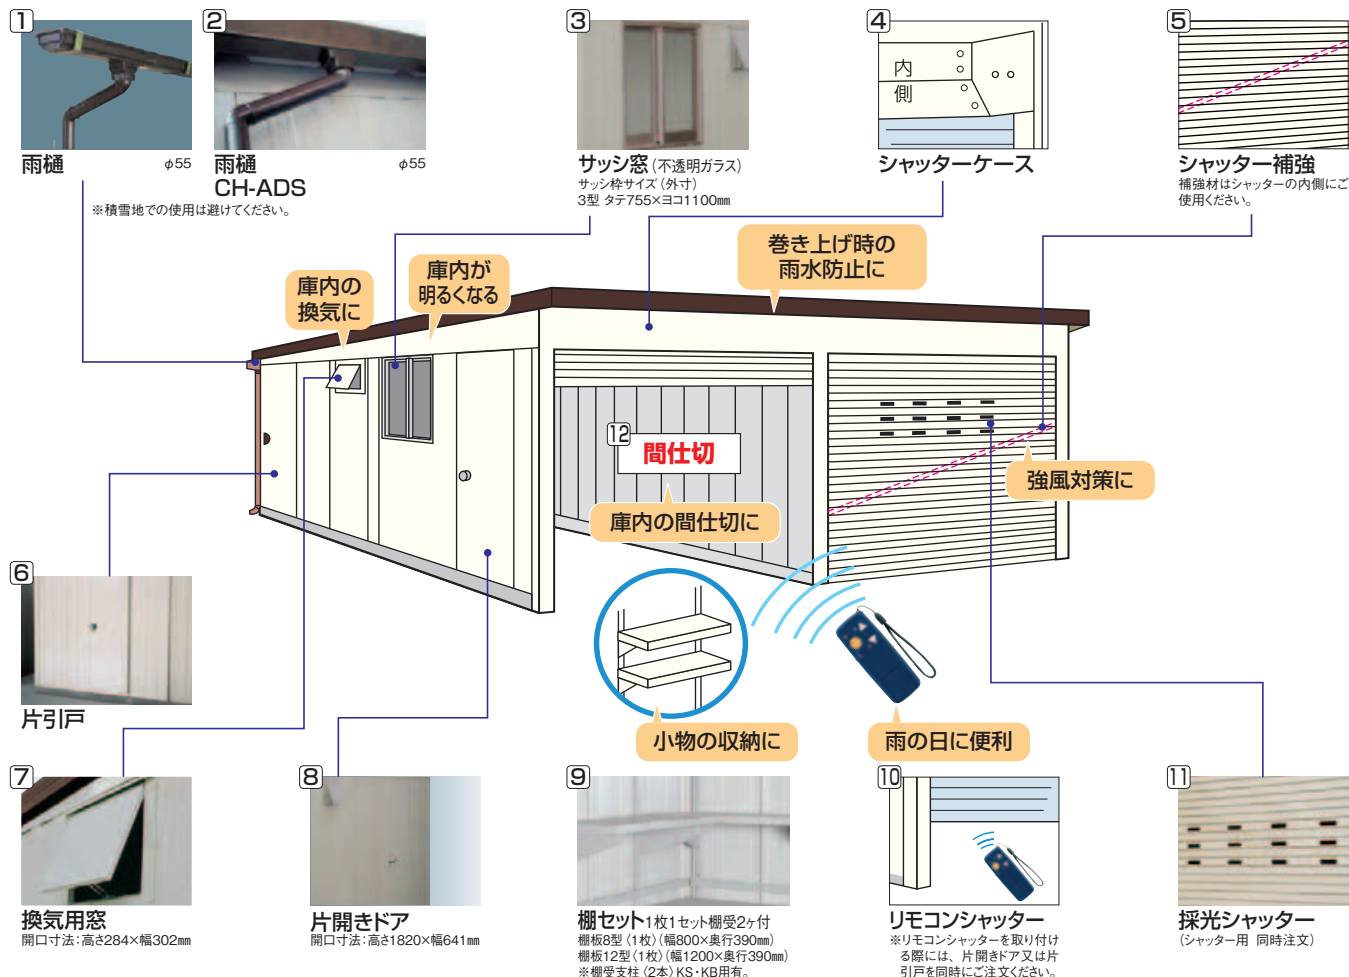 1
雨樋 φ55
2
雨樋 φ55
CH-ADS
※積雪地での使用は避けてください。
3
サッシ窓(不透明ガラス)
サッシ枠サイズ(外寸)
3型 タテ755×ヨコ1100㎜
4
内
側
シャッターケース
5
シャッター補強
補強材はシャッターの内側にご
使用ください。
庫内の
換気に
庫内が
明るくなる
巻き上げ時の
雨水防止に
12
間仕切
庫内の間仕切に
強風対策に
小物の収納に
雨の日に便利
6
片引戸
7
換気用窓
開口寸法:高さ284×幅302㎜
8
片開きドア
開口寸法:高さ1820×幅641㎜
9
棚セット1枚1セット棚受2ヶ付
棚板8型〈1枚〉(幅800×奥行390㎜)
棚板12型〈1枚〉(幅1200×奥行390㎜)
※棚受支柱〈2本〉KS・KB用有。
10
リモコンシャッター
※リモコンシャッターを取り付け
る際には、片開きドア又は片
引戸を同時にご注文ください。
11
採光シャッター
(シャッター用 同時注文)